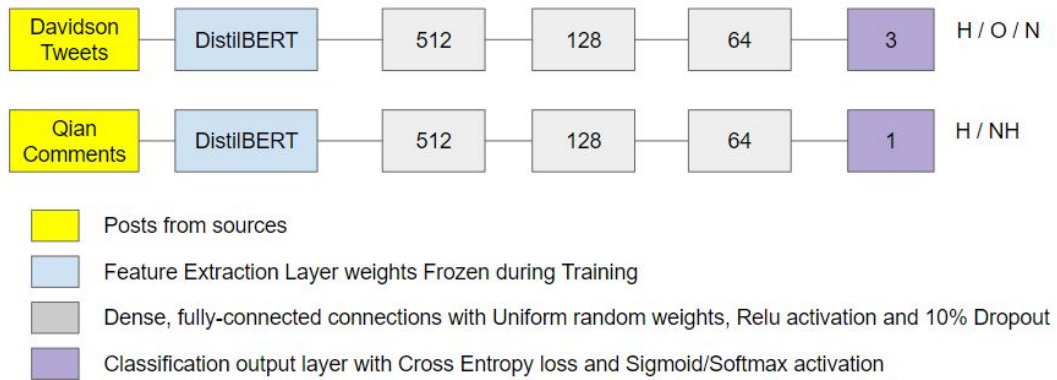 Davidson
Tweets
DistilBERT
512
128
64
3
H / O / N
Qian
Comments
DistilBERT
512
128
64
1
H / NH
Posts from sources
Feature Extraction Layer weights Frozen during Training
Dense, fully-connected connections with Uniform random weights, Relu activation and 10% Dropout
Classification output layer with Cross Entropy loss and Sigmoid/Softmax activation